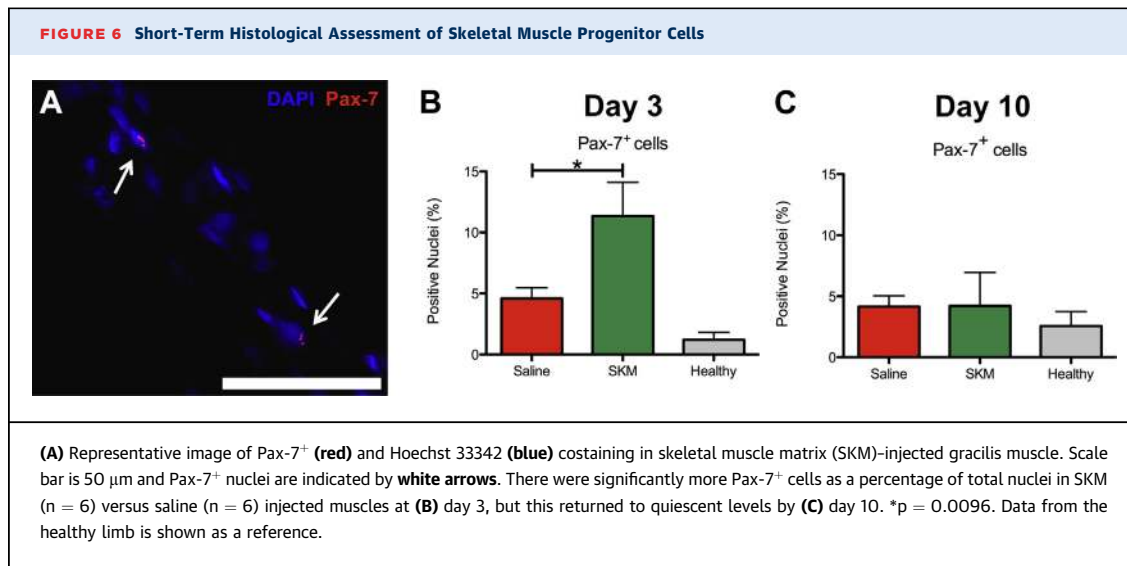 FIGURE 6 Short-Term Histological Assessment of Skeletal Muscle Progenitor Cells
A
DAPI Pax-7
B
Day 3
Pax-7+ cells
Positive Nuclei (%)
15
10
5
0
*
Saline SKM Healthy
C
Day 10
Pax-7+ cells
Positive Nuclei (%)
15
10
5
0
Saline SKM Healthy
(A) Representative image of Pax-7+ (red) and Hoechst 33342 (blue) costaining in skeletal muscle matrix (SKM)–injected gracilis muscle. Scale
bar is 50 μm and Pax-7+ nuclei are indicated by white arrows. There were significantly more Pax-7+ cells as a percentage of total nuclei in SKM
(n = 6) versus saline (n = 6) injected muscles at (B) day 3, but this returned to quiescent levels by (C) day 10. *p = 0.0096. Data from the
healthy limb is shown as a reference.